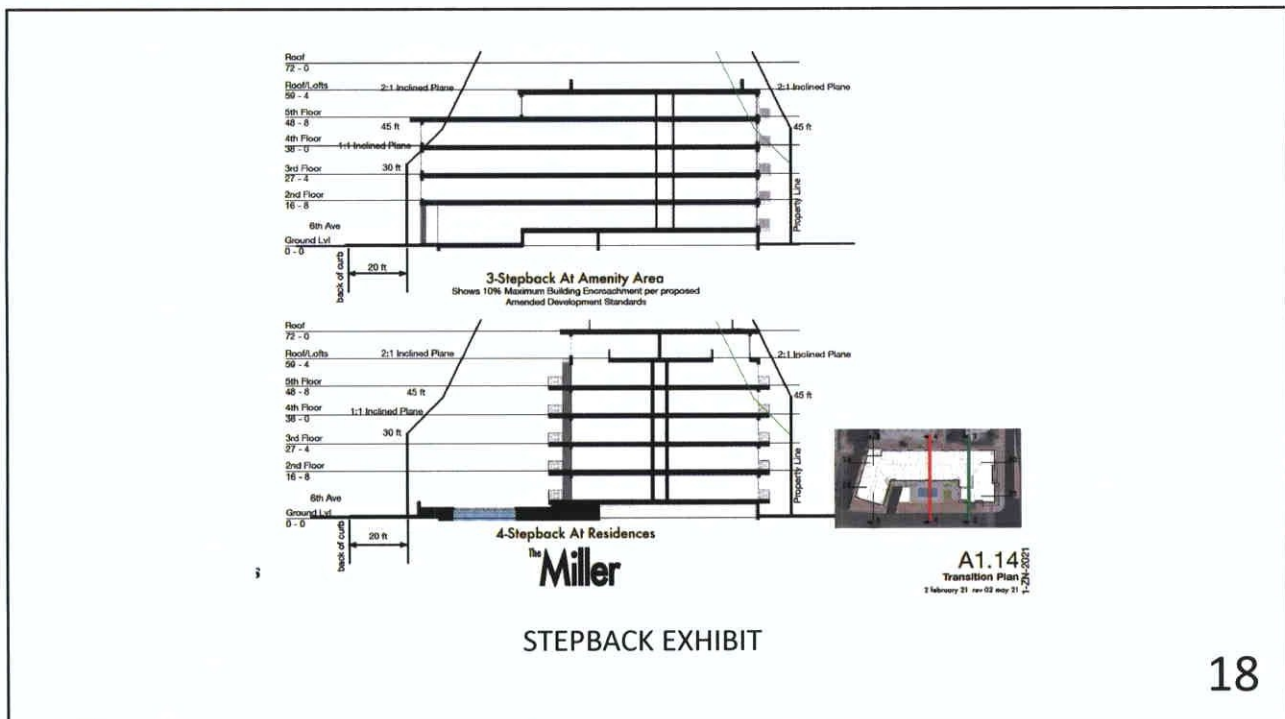 Roof
72 - 0
Roof/Lofts
59 - 4
2:1 Inclined Plane
2:1 Inclined Plane
5th Floor
48 - 8
45 ft
45 ft
4th Floor
38 - 0
1:1 Inclined Plane
3rd Floor
27 - 4
30 ft
2nd Floor
16 - 8
Property Line
6th Ave
Ground Lvl
0 - 0
back of curb
20 ft
3-Stepback At Amenity Area
Shows 10% Maximum Building Encroachment per proposed
Amended Development Standards
Roof
72 - 0
Roof/Lofts
59 - 4
2:1 Inclined Plane
2:1 Inclined Plane
5th Floor
48 - 8
45 ft
45 ft
4th Floor
38 - 0
1:1 Inclined Plane
3rd Floor
27 - 4
30 ft
2nd Floor
16 - 8
Property Line
6th Ave
Ground Lvl
0 - 0
back of curb
20 ft
4-Stepback At Residences
The Miller
s
A1.14
Transition Plan
2 february 21 rev 02 may 21
1-ZN-2021
STEPBACK EXHIBIT
18